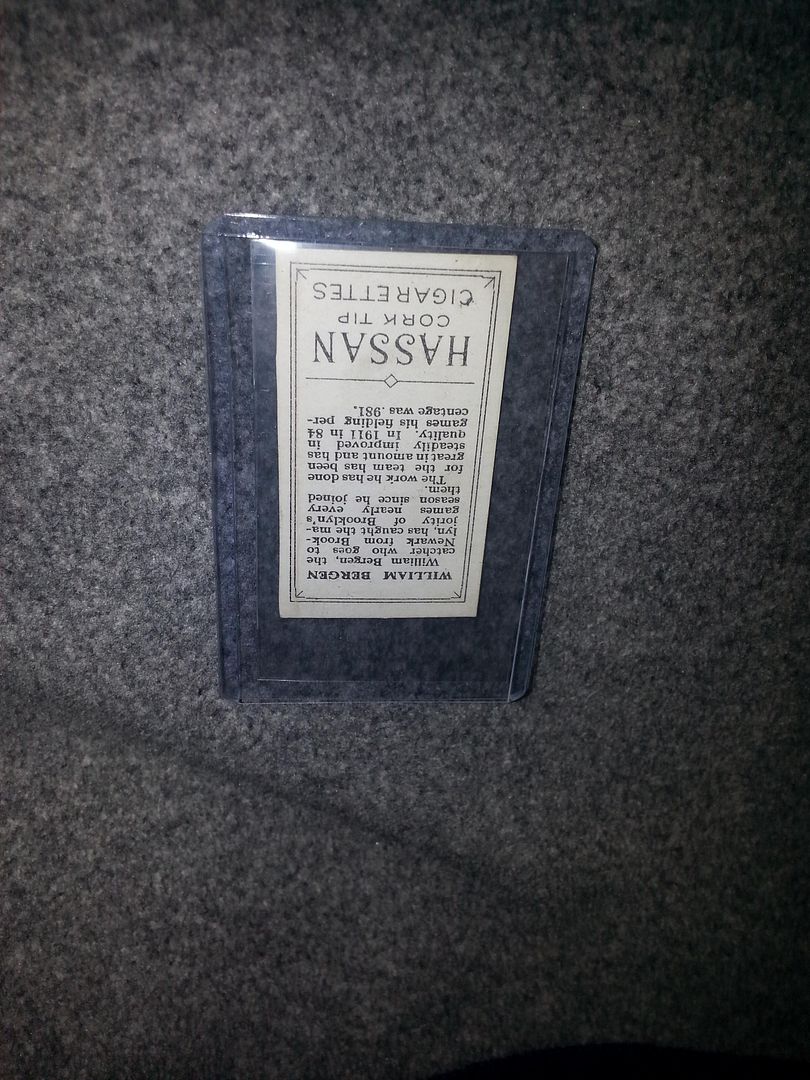 WILLIAM BERGEN
William Bergen, the
catcher who goes to
Newark from Brook-
lyn, has caught the ma-
jority of Brooklyn's
games nearly every
season since he joined
them.
The work he has done
for the team has been
great in amount and has
steadily improved in
quality. In 1911 in 84
games his fielding per-
centage was .981.
HASSAN
CORK TIP
CIGARETTES